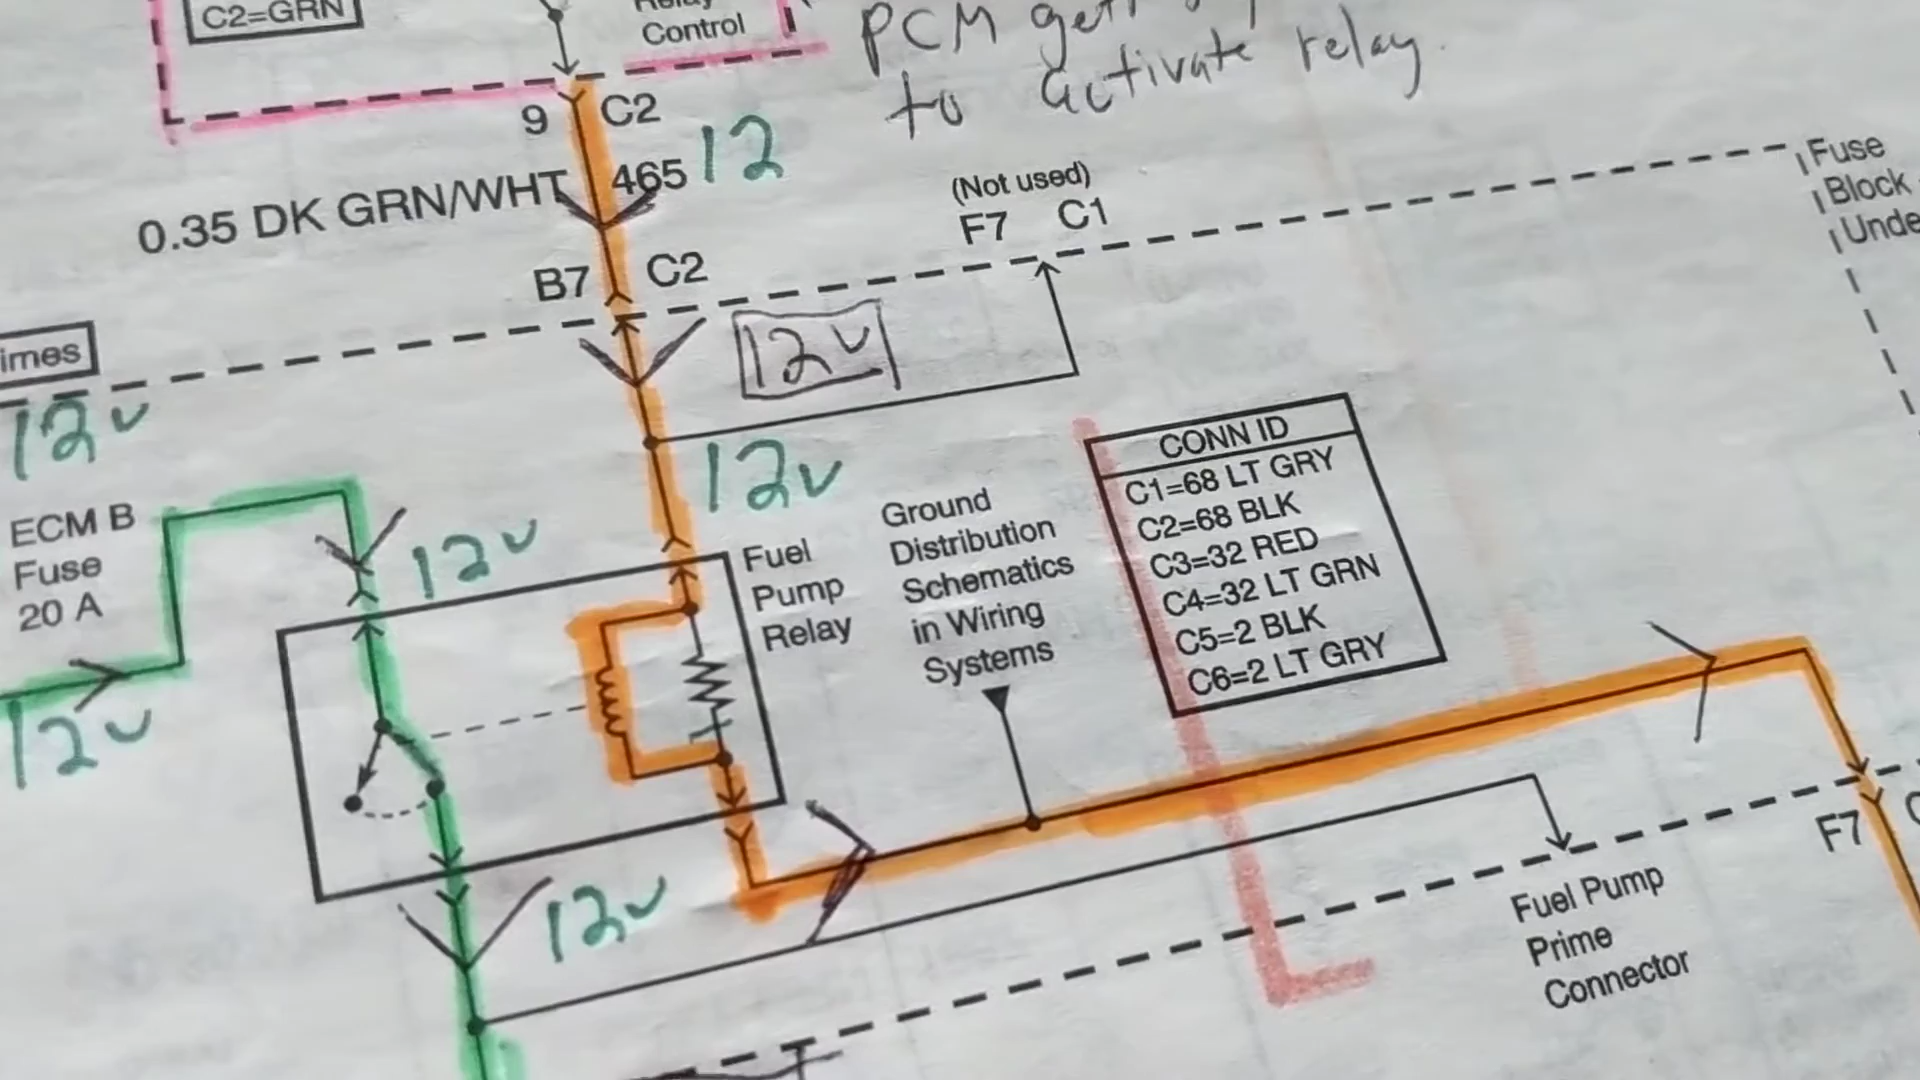 C2=GRN
Relay
Control
PCM
to activate relay.
9 C2
12
0.35 DK GRN/WHT 465
(Not used)
F7 C1
Fuse
Block
B7 C2
12v
12v
12v
ECM B
Fuse
20 A
12v
12v
Fuel
Pump
Relay
Ground
Distribution
Schematics
in Wiring
Systems
CONN ID
C1=68 LT GRY
C2=68 BLK
C3=32 RED
C4=32 LT GRN
C5=2 BLK
C6=2 LT GRY
12v
F7
Fuel Pump
Prime
Connector